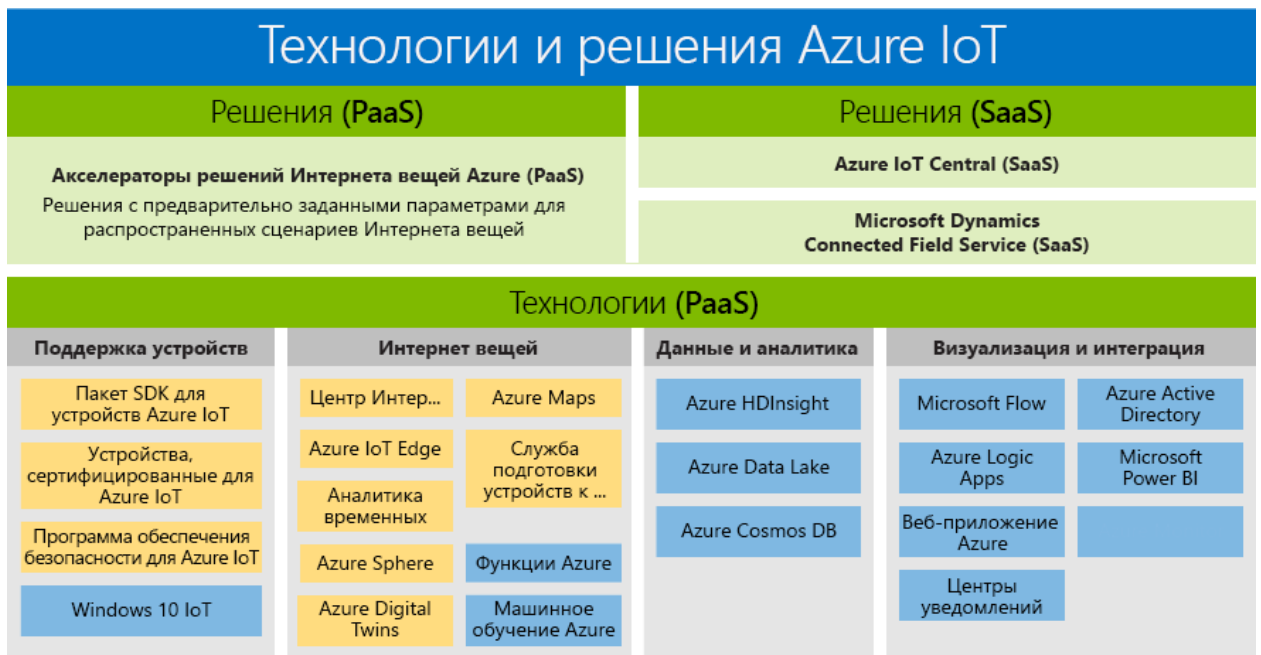 Технологии и решения Azure IoT
Решения (PaaS)
Решения (SaaS)
Акселераторы решений Интернета вещей Azure (PaaS)
Решения с предварительно заданными параметрами для
распространенных сценариев Интернета вещей
Azure IoT Central (SaaS)
Microsoft Dynamics
Connected Field Service (SaaS)
Технологии (PaaS)
Поддержка устройств
Пакет SDK для
устройств Azure IoT
Устройства,
сертифицированные для
Azure IoT
Программа обеспечения
безопасности для Azure IoT
Windows 10 IoT
Интернет вещей
Центр Интер...
Azure IoT Edge
Аналитика
временных
Azure Sphere
Azure Digital
Twins
Azure Maps
Служба
подготовки
устройств к ...
Функции Azure
Машинное
обучение Azure
Данные и аналитика
Azure HDInsight
Azure Data Lake
Azure Cosmos DB
Визуализация и интеграция
Microsoft Flow
Azure Logic
Apps
Веб-приложение
Azure
Центры
уведомлений
Azure Active
Directory
Microsoft
Power BI